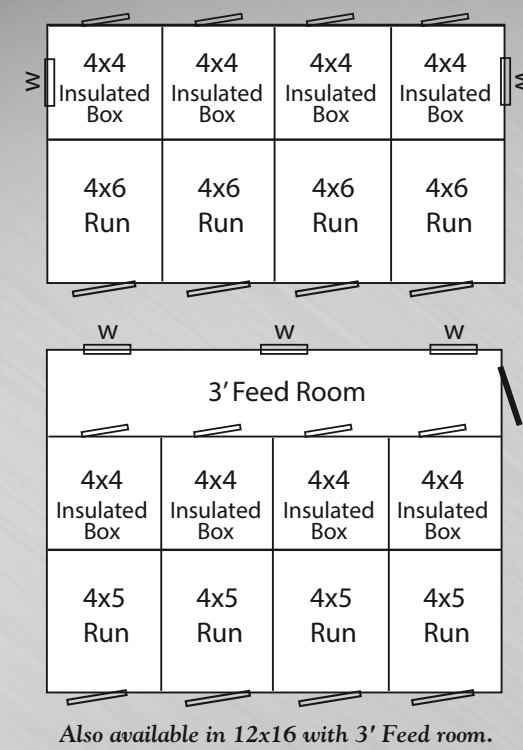 4x4 4x4 4x4 4x4
W Insulated Insulated Insulated Insulated W
Box Box Box Box
4x6 4x6 4x6 4x6
Run Run Run Run
W W W
3' Feed Room
4x4 4x4 4x4 4x4
Insulated Insulated Insulated Insulated
Box Box Box Box
4x5 4x5 4x5 4x5
Run Run Run Run
Also available in 12x16 with 3' Feed room.